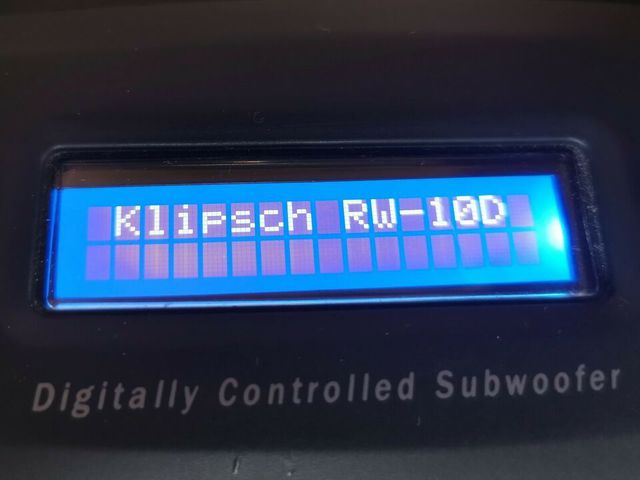 Klipsch RW-10D
Digitally Controlled Subwoofer